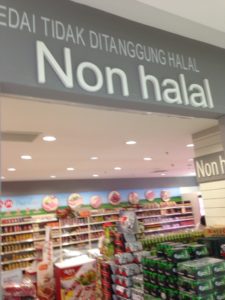 EDAI TIDAK DITANGGUNG HALAL
Non halal
Non h